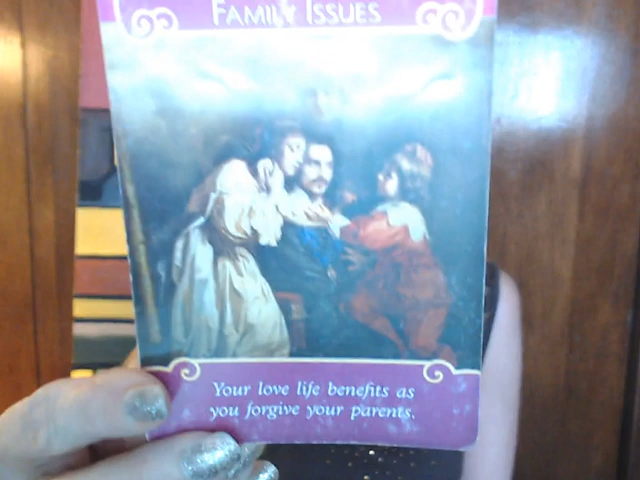 FAMILY ISSUES
Your love life benefits as
you forgive your parents.